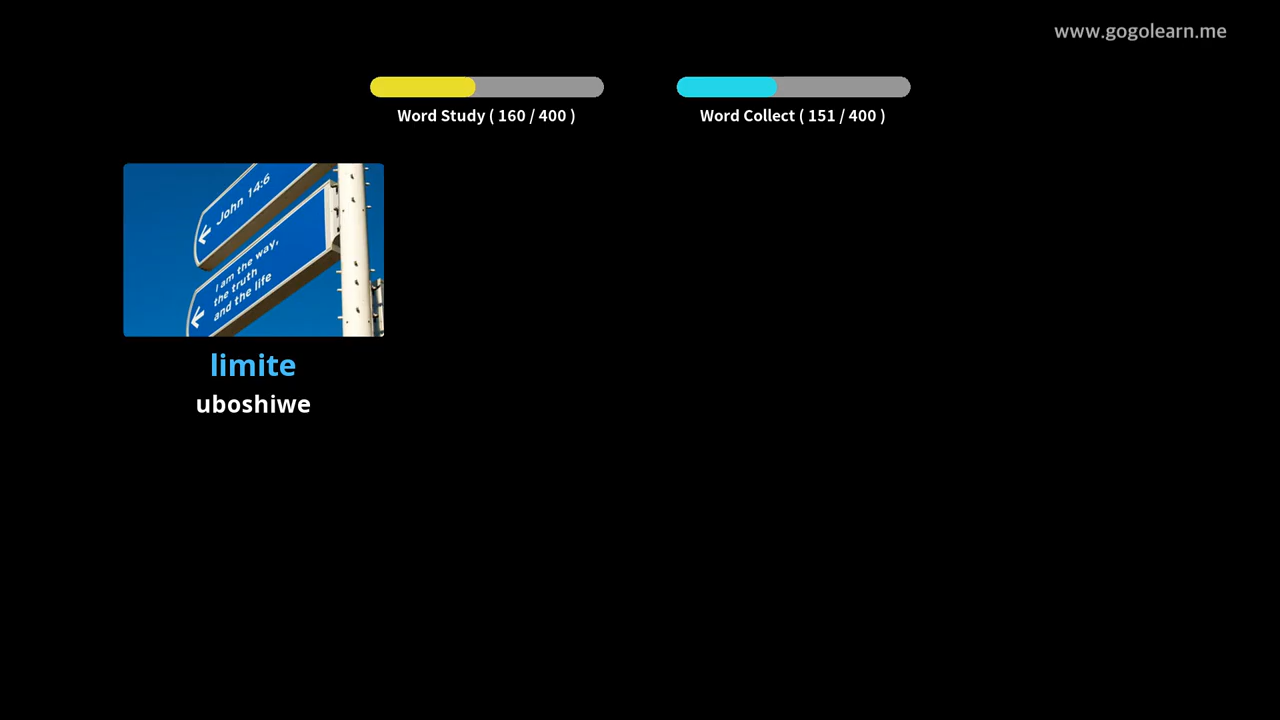 www.gogolearn.me
Word Study ( 160 / 400 )
Word Collect ( 151 / 400 )
John 14:6
I am the way,
the truth
and the life
limite
uboshiwe